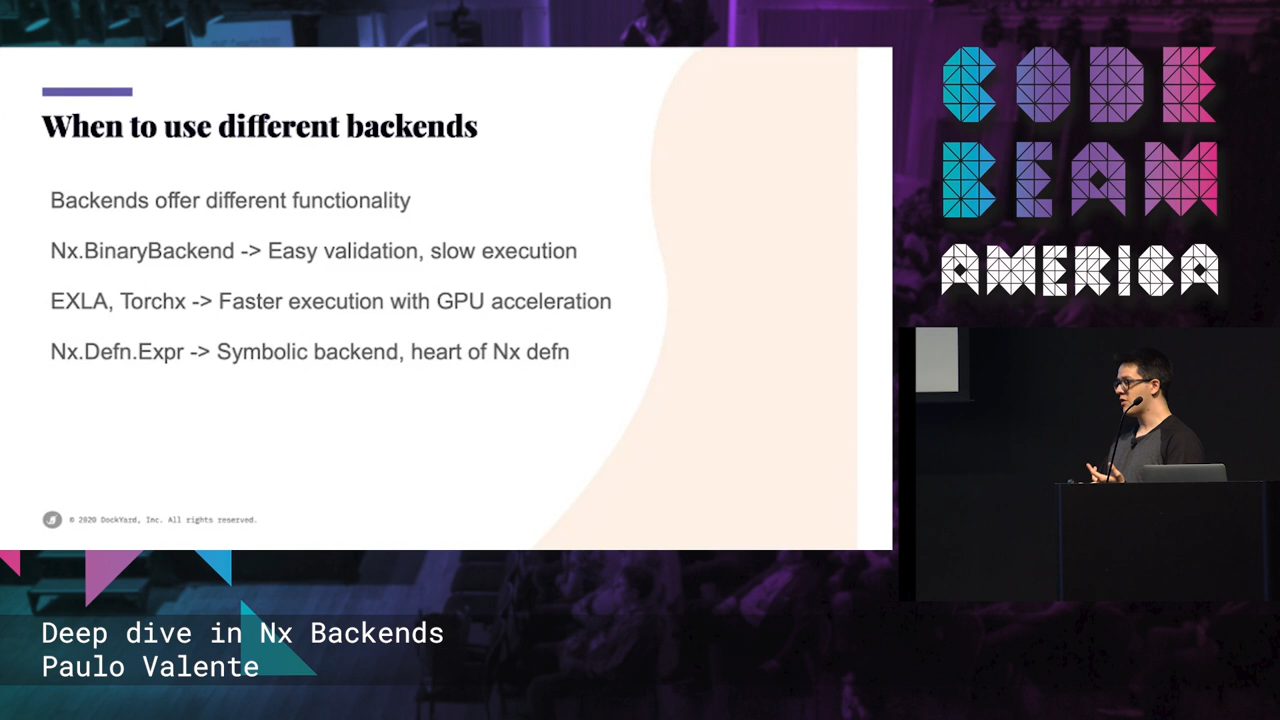 When to use different backends
Backends offer different functionality
Nx.BinaryBackend -> Easy validation, slow execution
EXLA, Torchx -> Faster execution with GPU acceleration
Nx.Defn.Expr -> Symbolic backend, heart of Nx defn
© 2020 DockYard, Inc. All rights reserved.
CODE
BEAM
AMERICA
Deep dive in Nx Backends
Paulo Valente